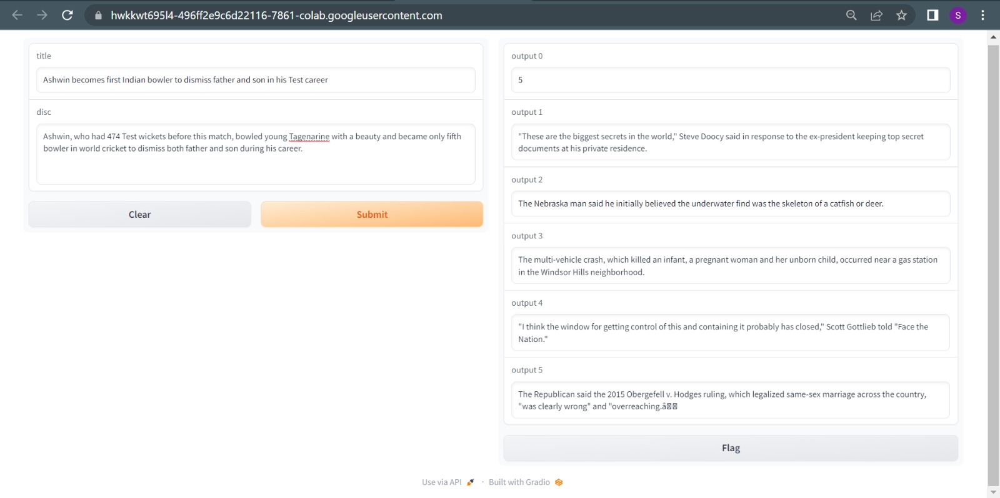 hwkkwt695l4-496ff2e9c6d22116-7861-colab.googleusercontent.com
S
title
Ashwin becomes first Indian bowler to dismiss father and son in his Test career
disc
Ashwin, who had 474 Test wickets before this match, bowled young Tagenarine with a beauty and became only fifth
bowler in world cricket to dismiss both father and son during his career.
Clear
Submit
output 0
5
output 1
"These are the biggest secrets in the world," Steve Doocy said in response to the ex-president keeping top secret
documents at his private residence.
output 2
The Nebraska man said he initially believed the underwater find was the skeleton of a catfish or deer.
output 3
The multi-vehicle crash, which killed an infant, a pregnant woman and her unborn child, occurred near a gas station
in the Windsor Hills neighborhood.
output 4
"I think the window for getting control of this and containing it probably has closed," Scott Gottlieb told "Face the
Nation."
output 5
The Republican said the 2015 Obergefell v. Hodges ruling, which legalized same-sex marriage across the country,
"was clearly wrong" and "overreaching.â
Flag
Use via API · Built with Gradio